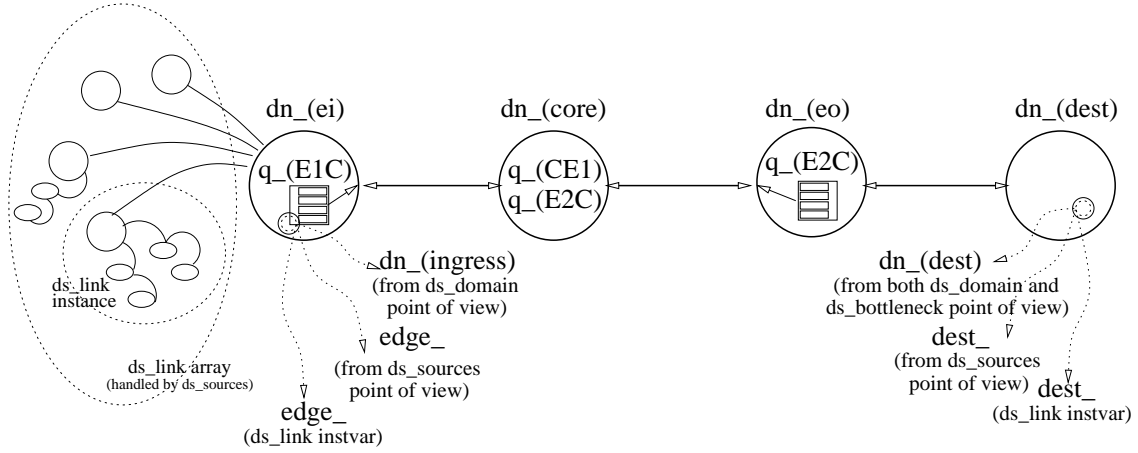 dn_(ei)
dn_(core)
dn_(eo)
dn_(dest)
q_(E1C)
q_(CE1)
q_(E2C)
q_(E2C)
ds_link
instance
dn_(ingress)
(from ds_domain
point of view)
edge_
(from ds_sources
point of view)
edge_
(ds_link instvar)
ds_link array
(handled by ds_sources)
dn_(dest)
(from both ds_domain and
ds_bottleneck point of view)
dest_
(from ds_sources
point of view)
dest_
(ds_link instvar)